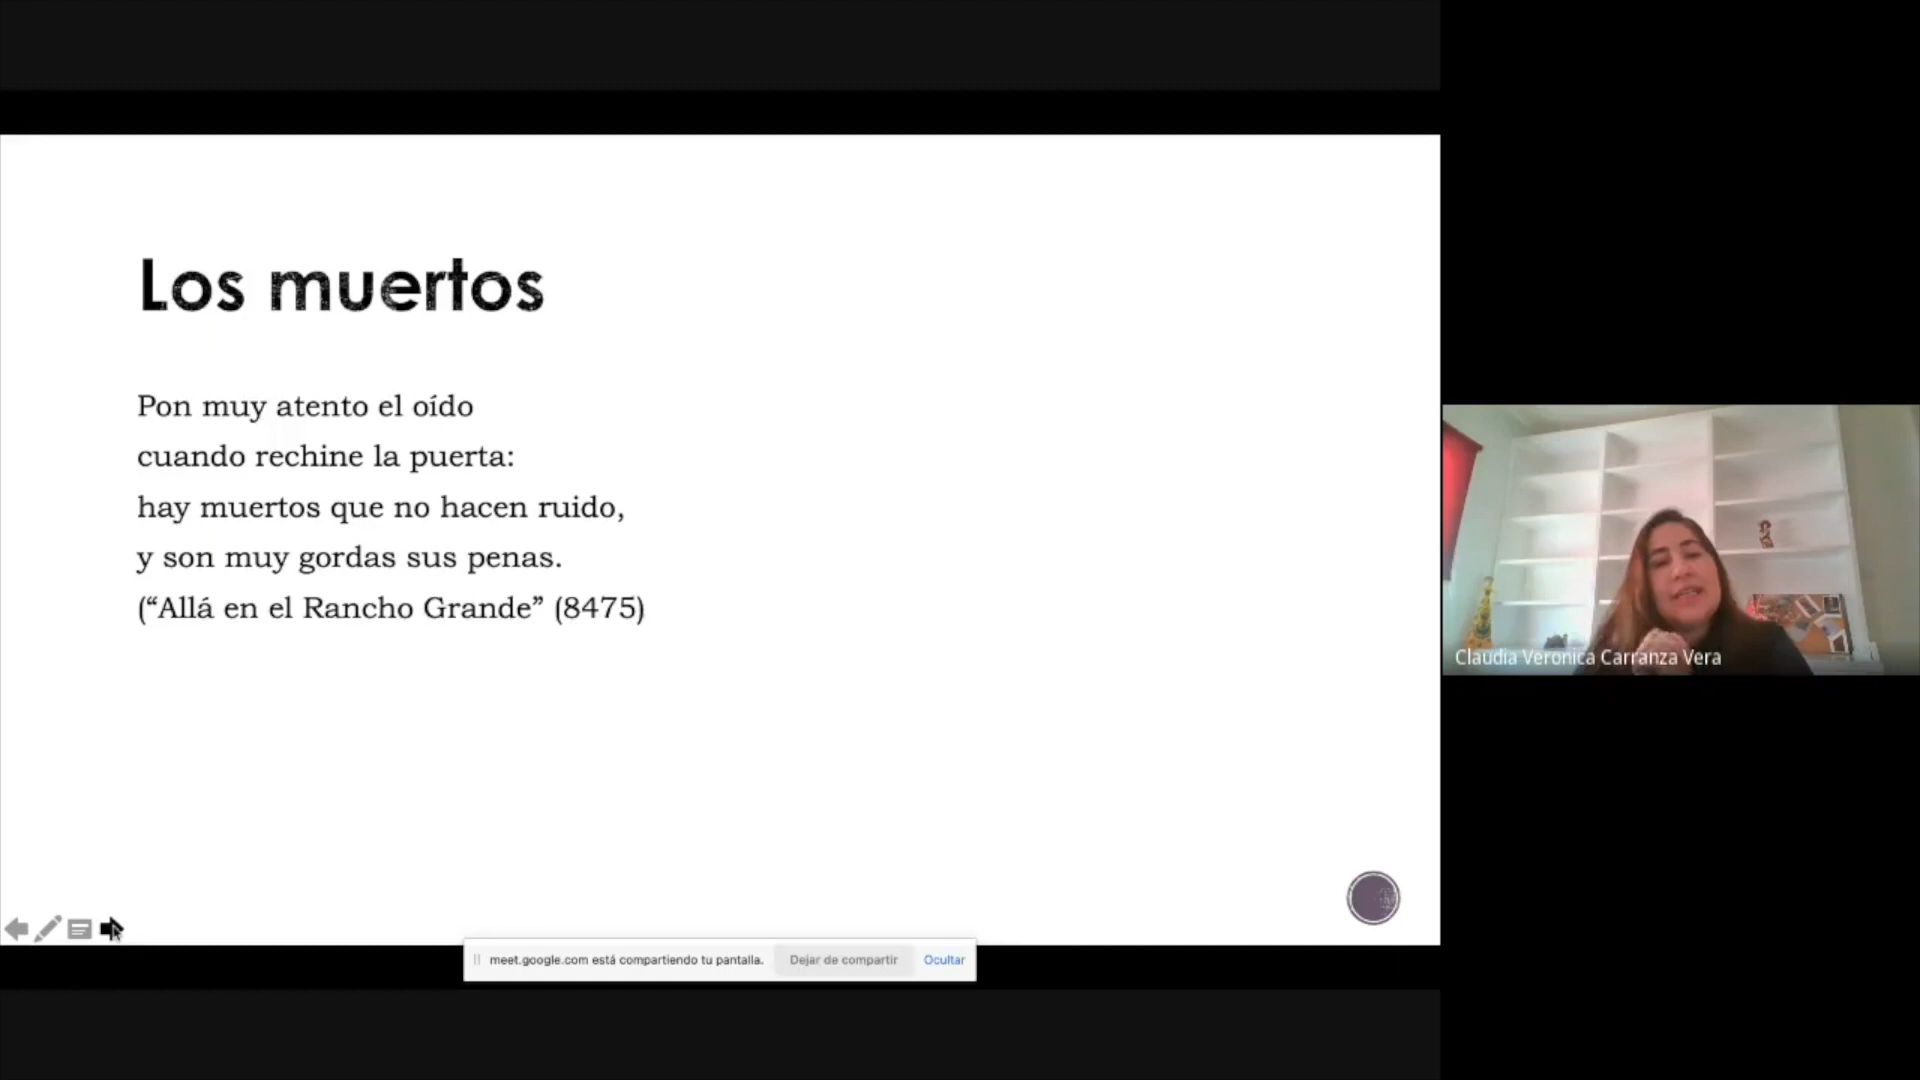 Los muertos
Pon muy atento el oído
cuando rechine la puerta:
hay muertos que no hacen ruido,
y son muy gordas sus penas.
(“Allá en el Rancho Grande” (8475)
Claudia Veronica Carranza Vera
meet.google.com está compartiendo tu pantalla. Dejar de compartir Ocultar